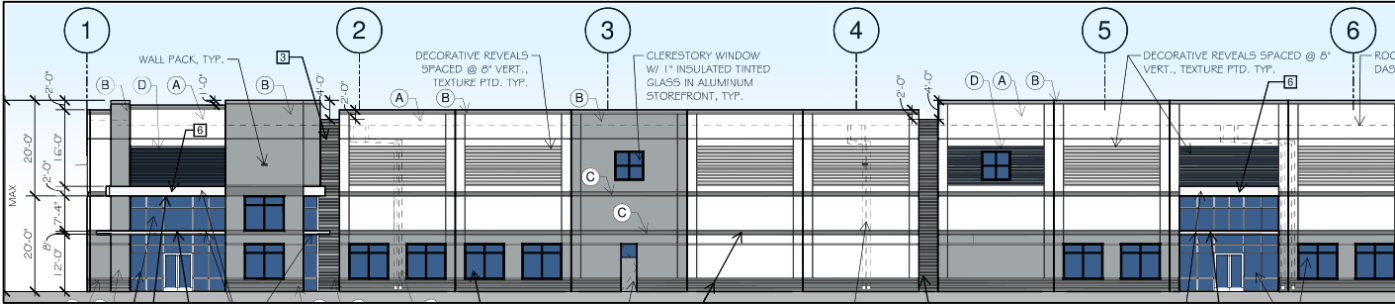 1
2
3
4
5
6
WALL PACK, TYP.
3
DECORATIVE REVEALS
SPACED @ 8" VERT.,
TEXTURE PTD. TYP.
CLERESTORY WINDOW
W/ 1" INSULATED TINTED
GLASS IN ALUMINUM
STOREFRONT, TYP.
DECORATIVE REVEALS SPACED @ 8'
VERT., TEXTURE PTD. TYP.
ROO
DAS
2'-0"
B
D
A
1'-0"
B
4'-0"
2'-0"
A
B
B
2'-0"
4'-0"
D
A
B
6
6
MAX
20'-0"
16'-0"
2'-0"
C
C
20'-0"
7'-4"
8"
12'-0"